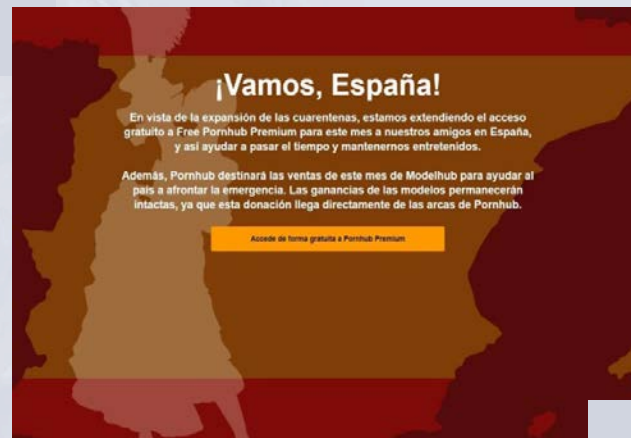 ¡Vamos, España!
En vista de la expansión de las cuarentenas, estamos extendiendo el acceso
gratuito a Free Pornhub Premium para este mes a nuestros amigos en España,
y así ayudar a pasar el tiempo y mantenernos entretenidos.
Además, Pornhub destinará las ventas de este mes de Modelhub para ayudar al
país a afrontar la emergencia. Las ganancias de las modelos permanecerán
intactas, ya que esta donación llega directamente de las arcas de Pornhub.
Accede de forma gratuita a Pornhub Premium